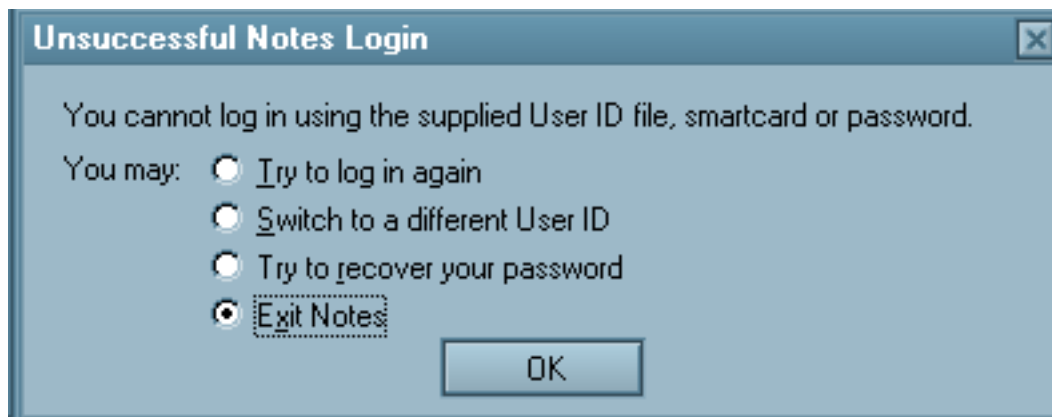 Unsuccessful Notes Login
You cannot log in using the supplied User ID file, smartcard or password.
You may: Try to log in again
Switch to a different User ID
Try to recover your password
Exit Notes
OK